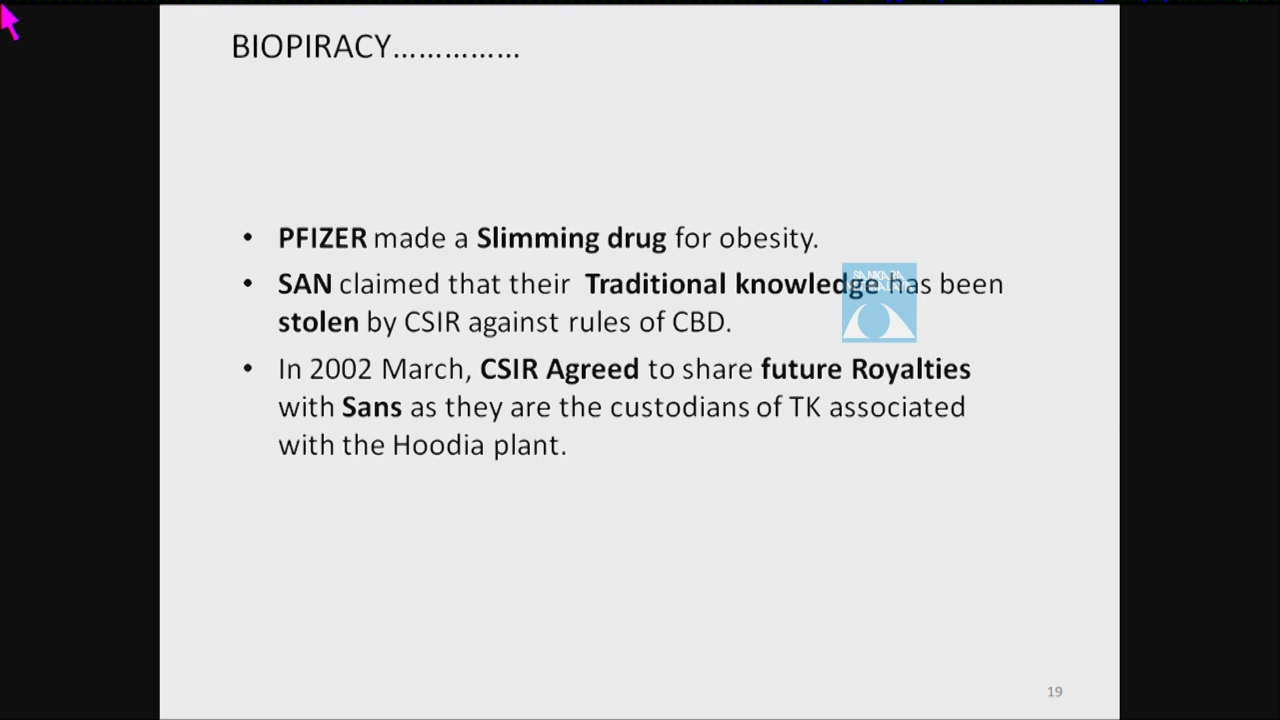 BIOPIRACY……………
• PFIZER made a Slimming drug for obesity.
• SAN claimed that their Traditional knowledge has been
stolen by CSIR against rules of CBD.
• In 2002 March, CSIR Agreed to share future Royalties
with Sans as they are the custodians of TK associated
with the Hoodia plant.
SANKARA
19